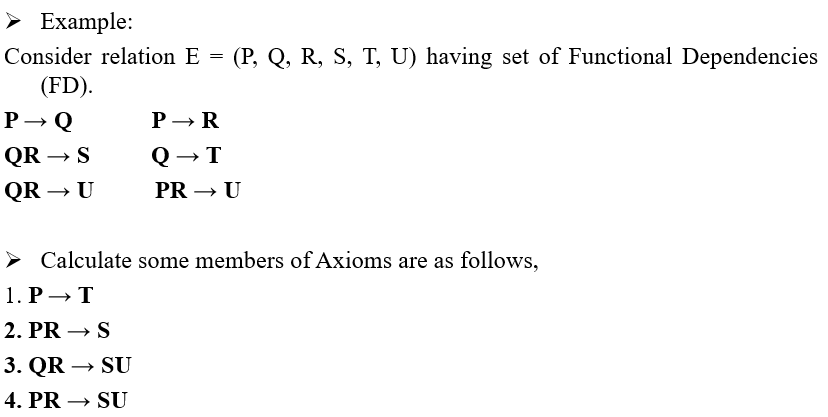 ➢ Example:
Consider relation E = (P, Q, R, S, T, U) having set of Functional Dependencies
(FD).
P → Q P → R
QR → S Q → T
QR → U PR → U
➢ Calculate some members of Axioms are as follows,
1. P → T
2. PR → S
3. QR → SU
4. PR → SU